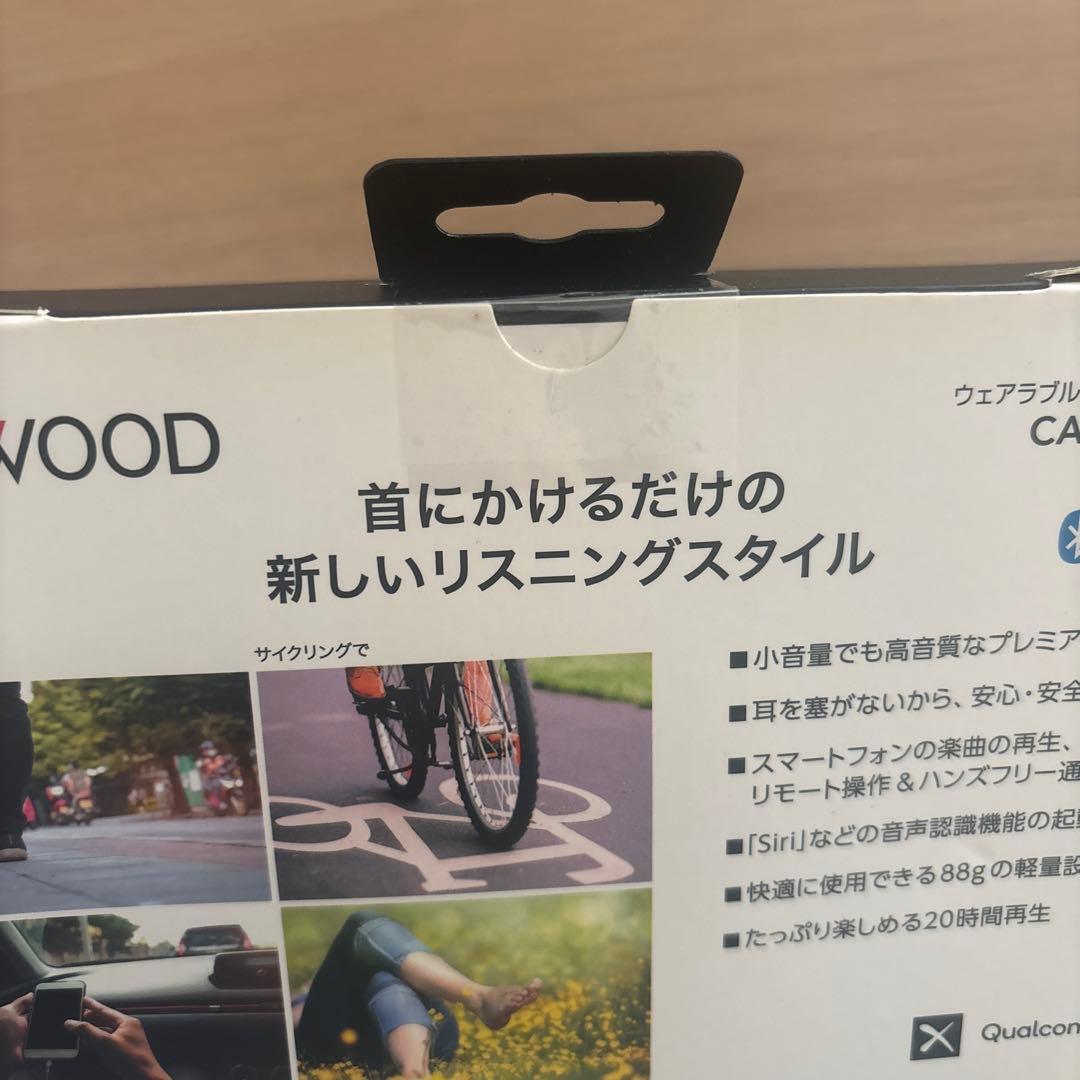 WOOD
ウェアラブル
CA
首にかけるだけの
新しいリスニングスタイル
サイクリングで
■小音量でも高音質なプレミア
■耳を塞がないから、安心・安全
■スマートフォンの楽曲の再生、
リモート操作&ハンズフリー通
■「Siri」などの音声認識機能の起動
■快適に使用できる88gの軽量設
■たっぷり楽しめる20時間再生
Qualcom